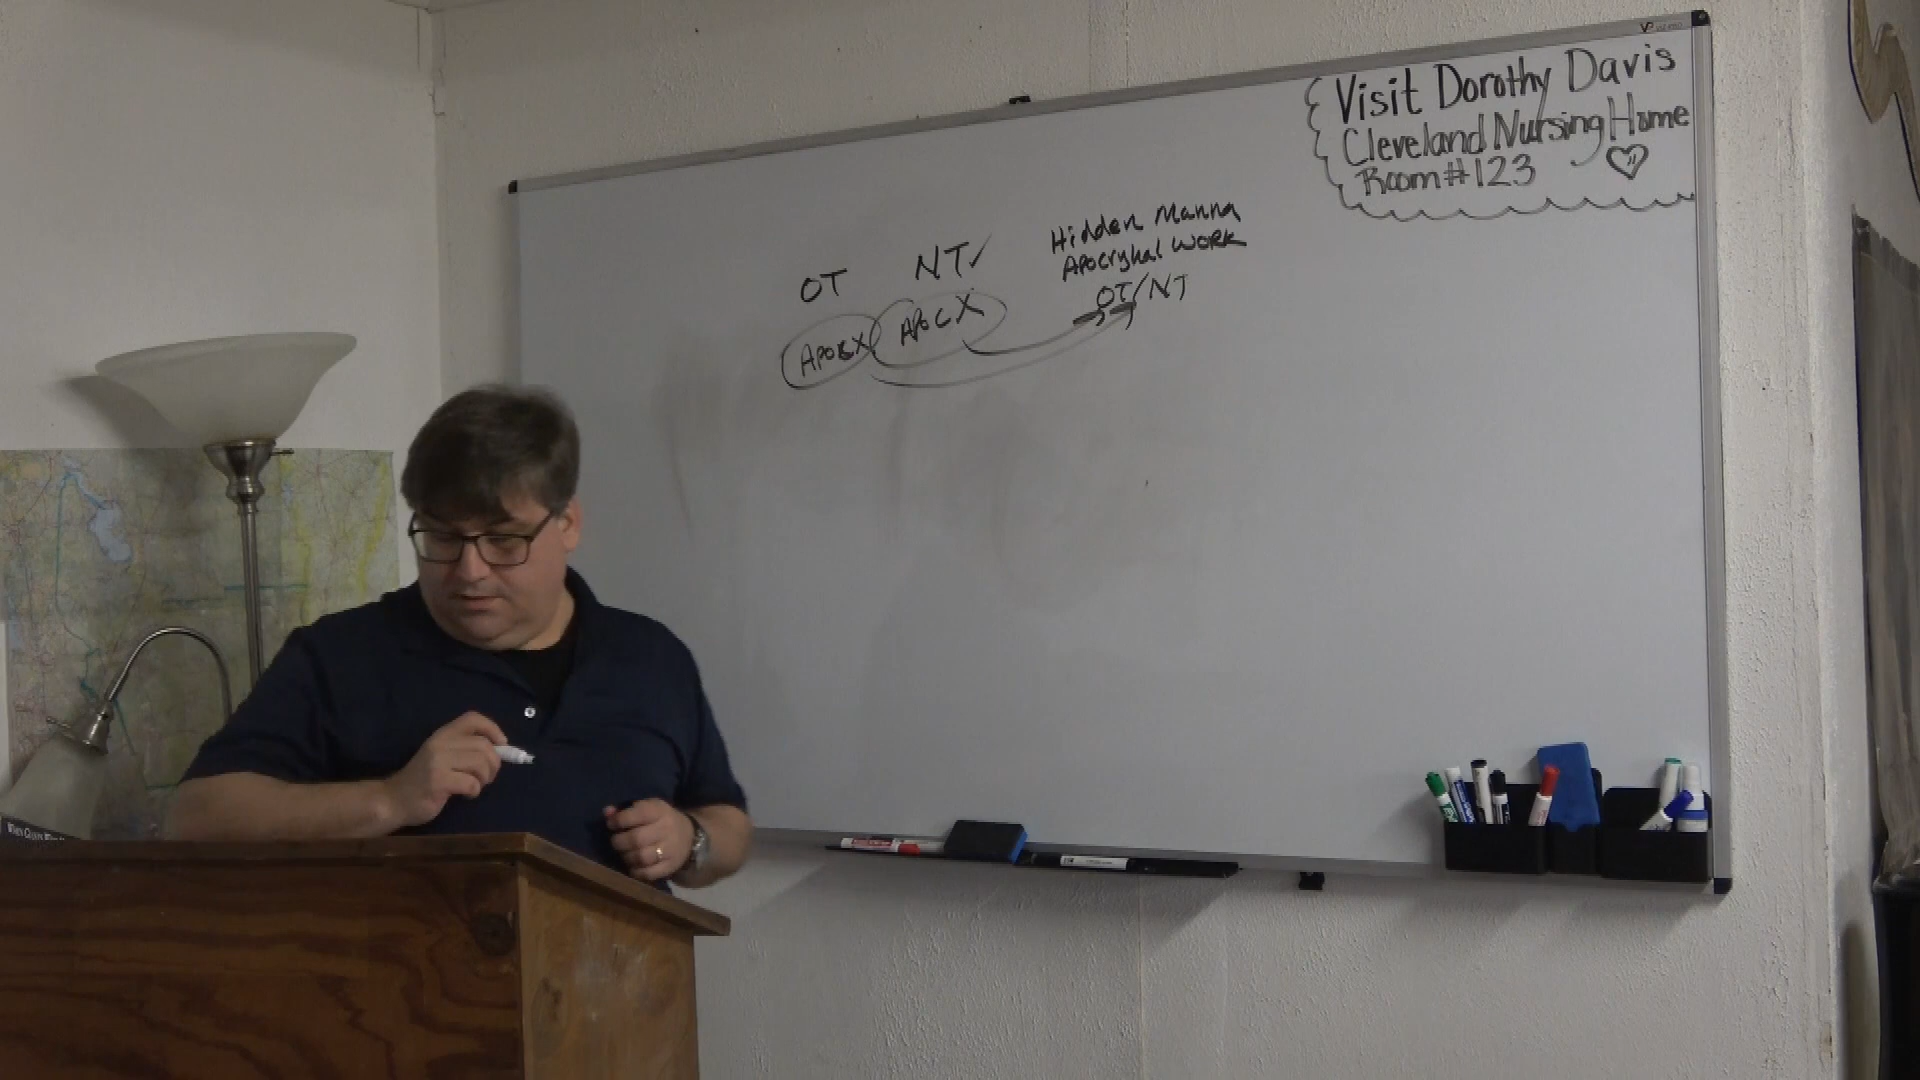 Visit Dorothy Davis
Cleveland Nursing Home
Room #123
OT NT✓
APOCX APOCX
Hidden Manna
Apocryhal WORK
OT/NT